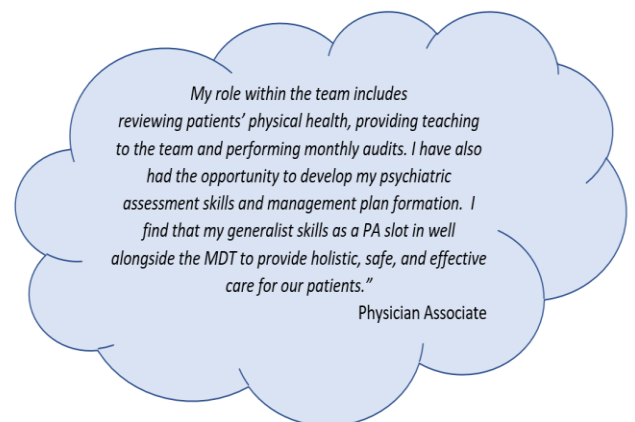 My role within the team includes
reviewing patients’ physical health, providing teaching
to the team and performing monthly audits. I have also
had the opportunity to develop my psychiatric
assessment skills and management plan formation.  I
find that my generalist skills as a PA slot in well
alongside the MDT to provide holistic, safe, and effective
care for our patients.”
Physician Associate